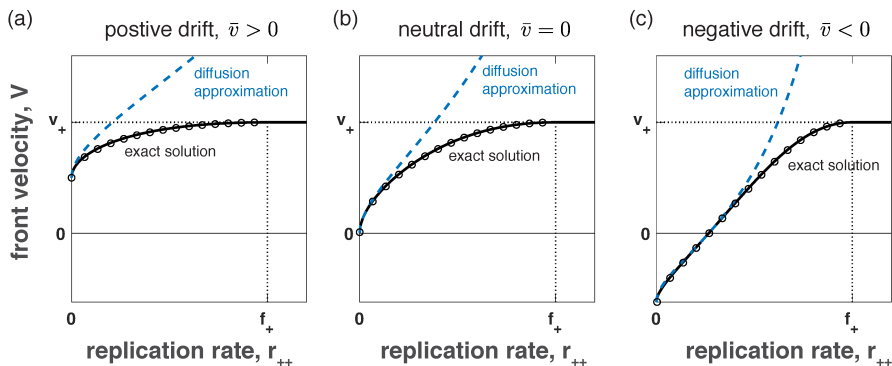 (a) postive drift, v̄ > 0
front velocity, V
v+
0
diffusion
approximation
exact solution
0 f+
replication rate, r++
(b) neutral drift, v̄ = 0
v+
0
diffusion
approximation
exact solution
0 f+
replication rate, r++
(c) negative drift, v̄ < 0
v+
0
diffusion
approximation
exact solution
0 f+
replication rate, r++